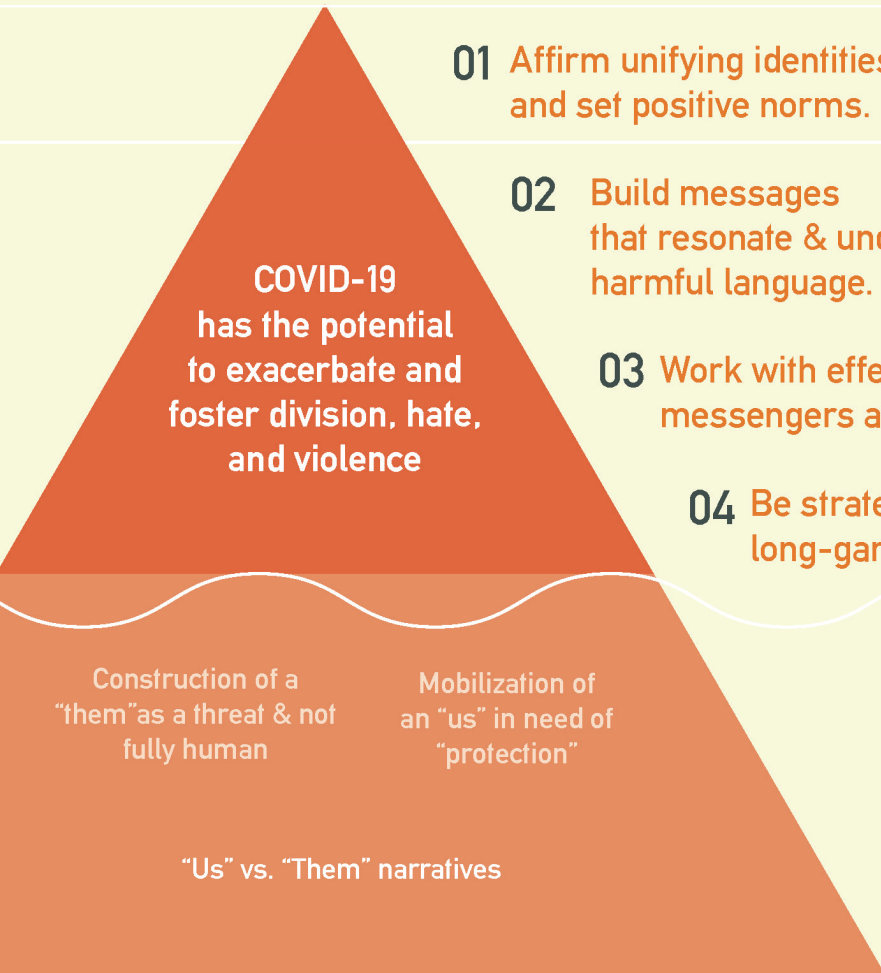 01 Affirm unifying identities
and set positive norms.
02 Build messages
that resonate &
harmful language.
03 Work with
messengers
04 Be
COVID-19
has the potential
to exacerbate and
foster division, hate,
and violence
Construction of a
“them”as a threat & not
fully human
Mobilization of
an “us” in need of
“protection”
“Us” vs. “Them” narratives